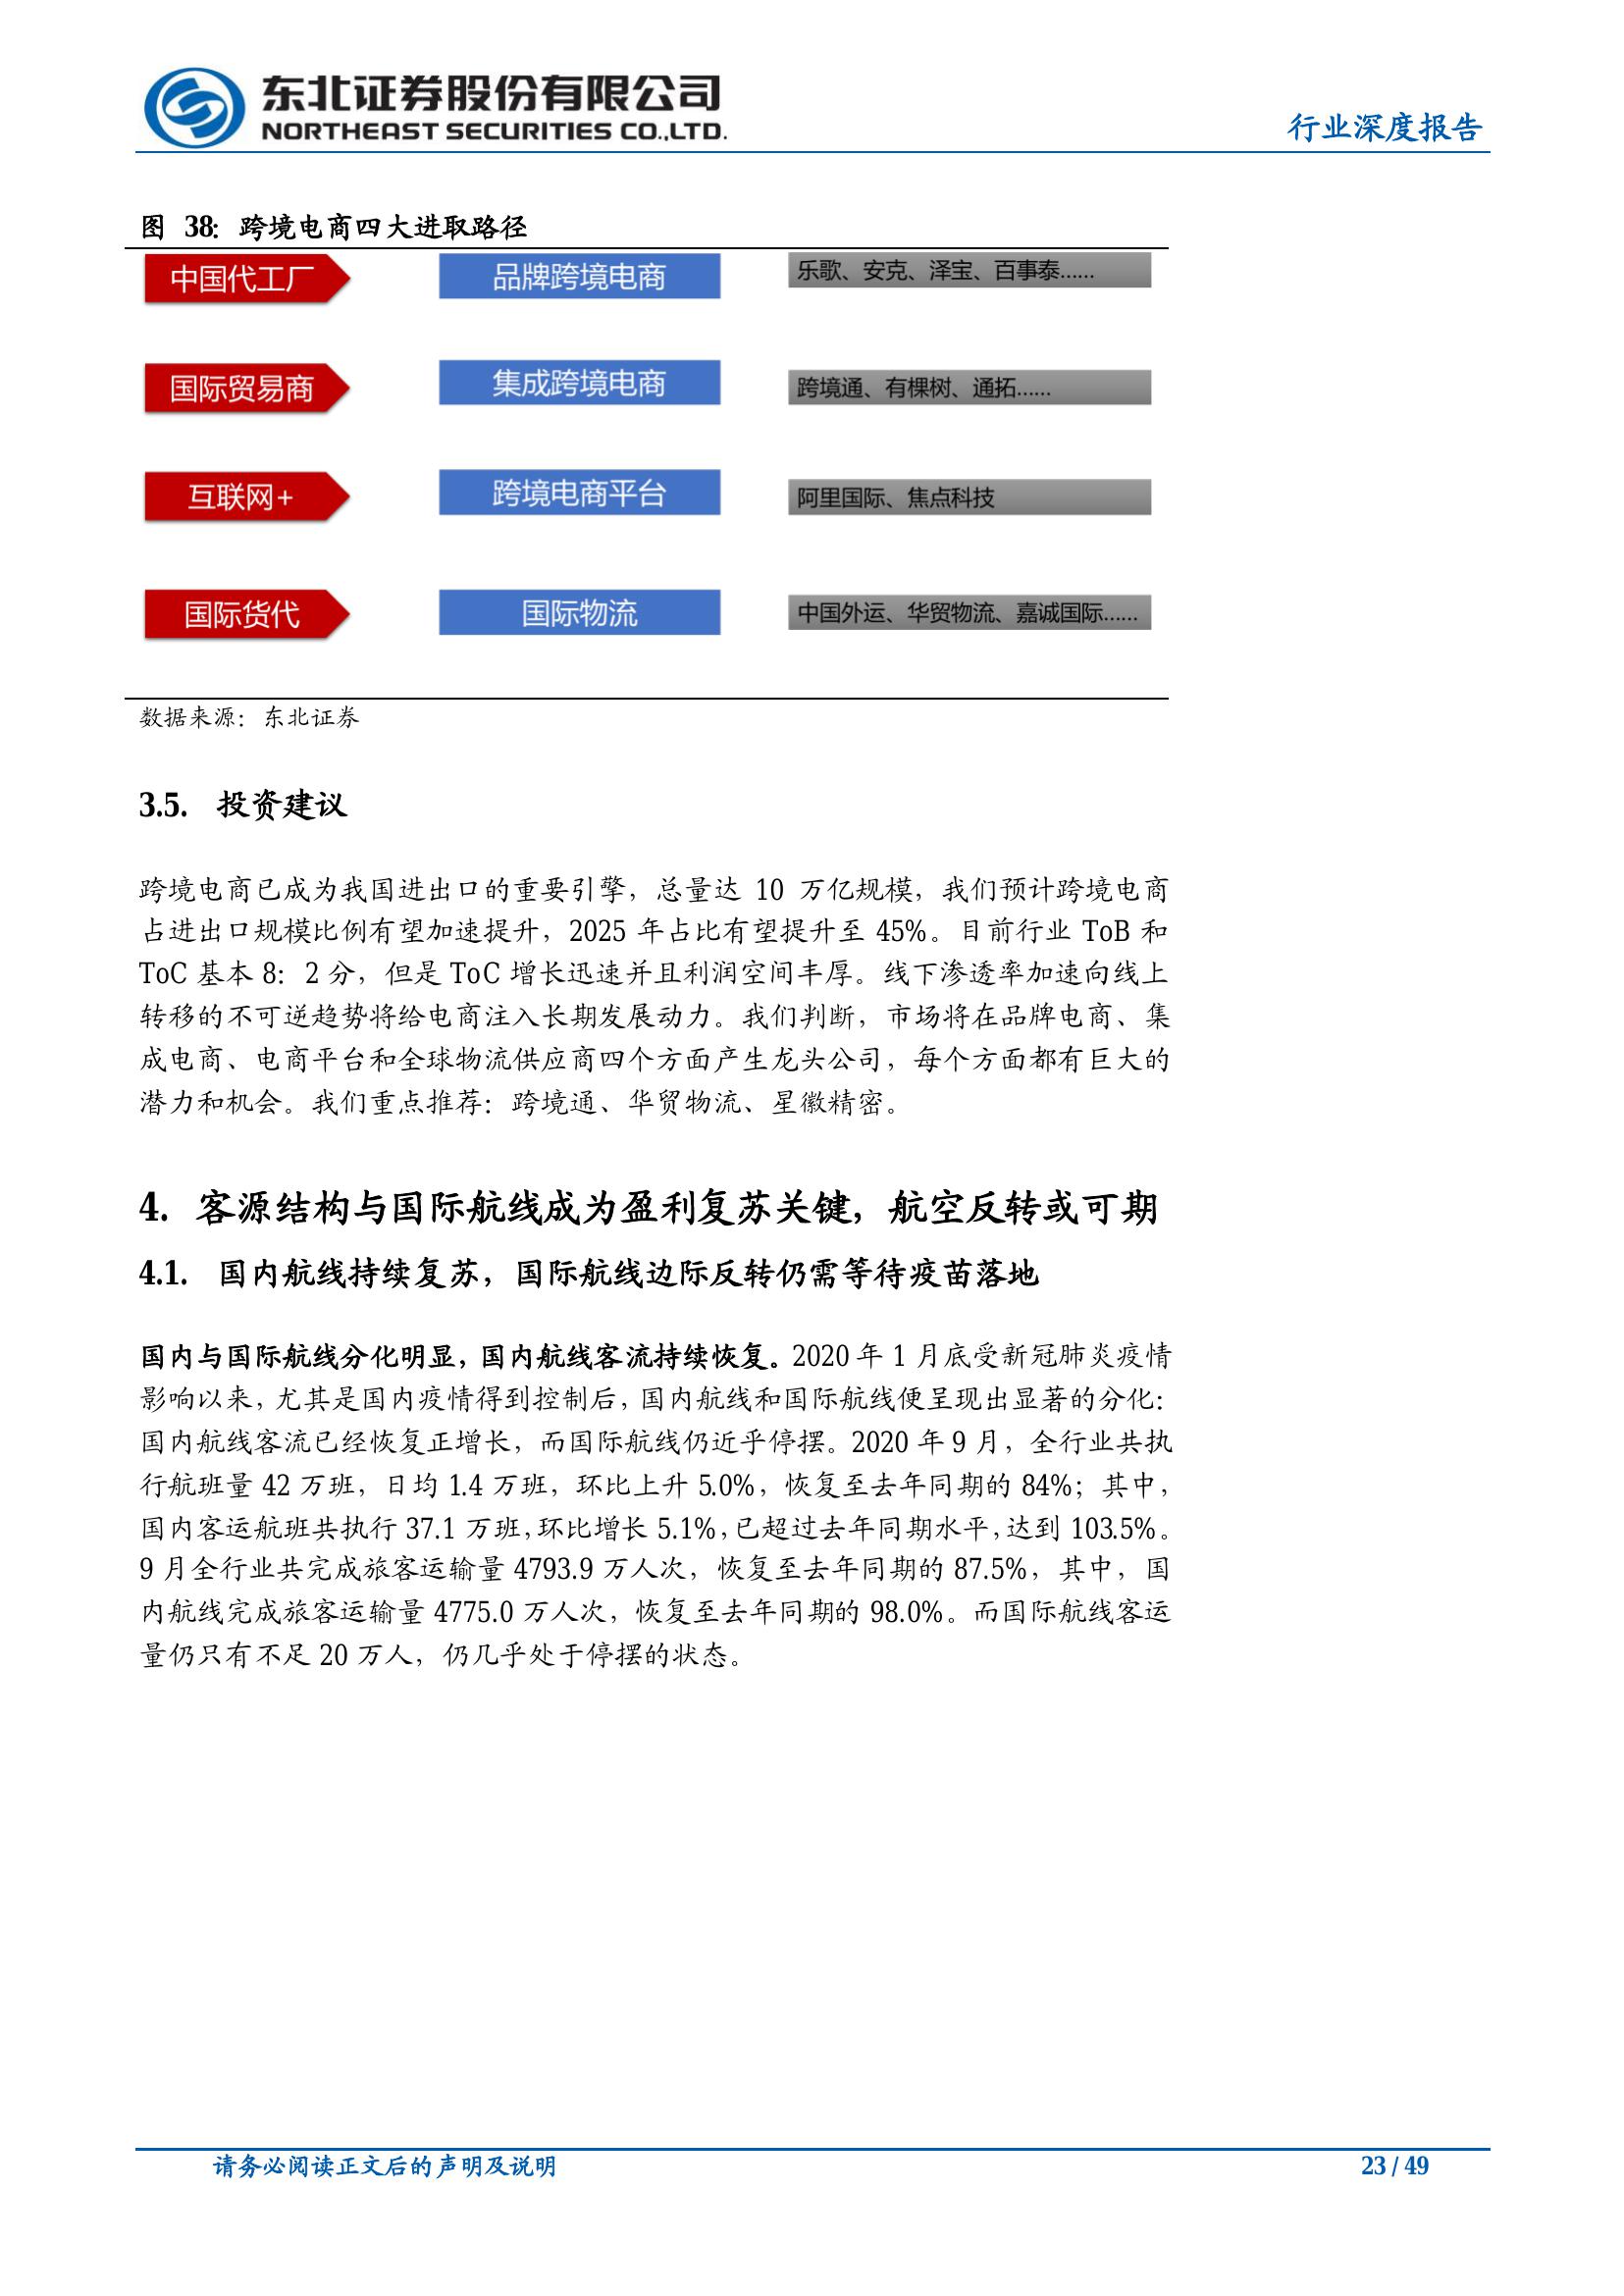 东北证券股份有限公司
NORTHEAST SECURITIES CO.,LTD.
行业深度报告
图 38：跨境电商四大进取路径
中国代工厂 品牌跨境电商 乐歌、安克、泽宝、百事泰……
国际贸易商 集成跨境电商 跨境通、有棵树、通拓……
互联网+ 跨境电商平台 阿里国际、焦点科技
国际货代 国际物流 中国外运、华贸物流、嘉诚国际……
数据来源：东北证券
3.5. 投资建议
跨境电商已成为我国进出口的重要引擎，总量达 10 万亿规模，我们预计跨境电商
占进出口规模比例有望加速提升，2025 年占比有望提升至 45%。目前行业 ToB 和
ToC 基本 8：2 分，但是 ToC 增长迅速并且利润空间丰厚。线下渗透率加速向线上
转移的不可逆趋势将给电商注入长期发展动力。我们判断，市场将在品牌电商、集
成电商、电商平台和全球物流供应商四个方面产生龙头公司，每个方面都有巨大的
潜力和机会。我们重点推荐：跨境通、华贸物流、星徽精密。
4. 客源结构与国际航线成为盈利复苏关键，航空反转或可期
4.1. 国内航线持续复苏，国际航线边际反转仍需等待疫苗落地
国内与国际航线分化明显，国内航线客流持续恢复。2020 年 1 月底受新冠肺炎疫情
影响以来，尤其是国内疫情得到控制后，国内航线和国际航线便呈现出显著的分化：
国内航线客流已经恢复正增长，而国际航线仍近乎停摆。2020 年 9 月，全行业共执
行航班量 42 万班，日均 1.4 万班，环比上升 5.0%，恢复至去年同期的 84%；其中，
国内客运航班共执行 37.1 万班，环比增长 5.1%，已超过去年同期水平，达到 103.5%。
9 月全行业共完成旅客运输量 4793.9 万人次，恢复至去年同期的 87.5%，其中，国
内航线完成旅客运输量 4775.0 万人次，恢复至去年同期的 98.0%。而国际航线客运
量仍只有不足 20 万人，仍几乎处于停摆的状态。
请务必阅读正文后的声明及说明
23 / 49